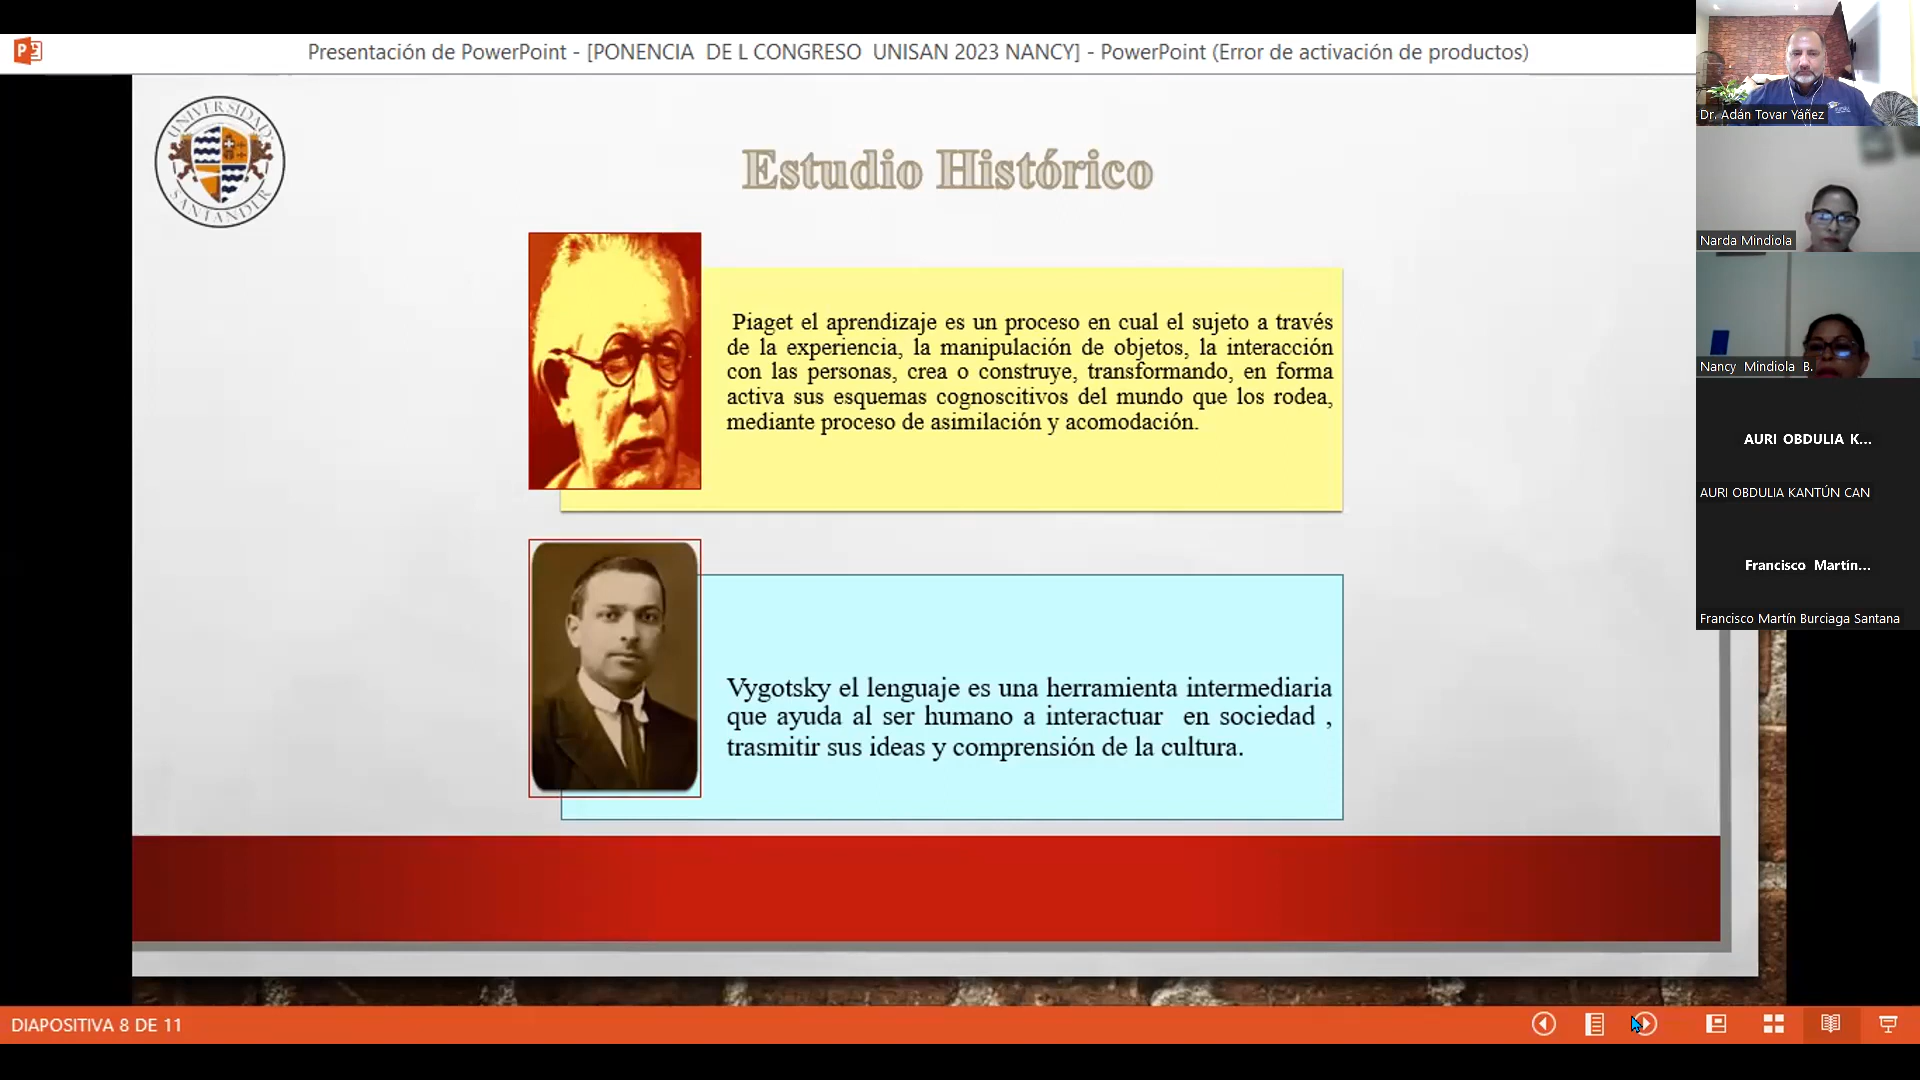 Presentación de PowerPoint - [PONENCIA DE L CONGRESO UNISAN 2023 NANCY] - PowerPoint (Error de activación de productos)
UNIVERSIDAD
SANTANDER
Estudio Histórico
Piaget el aprendizaje es un proceso en cual el sujeto a través
de la experiencia, la manipulación de objetos, la interacción
con las personas, crea o construye, transformando, en forma
activa sus esquemas cognoscitivos del mundo que los rodea,
mediante proceso de asimilación y acomodación.
Vygotsky el lenguaje es una herramienta intermediaria
que ayuda al ser humano a interactuar en sociedad ,
trasmitir sus ideas y comprensión de la cultura.
Dr. Adán Tovar Yáñez
Narda Mindiola
Nancy Mindiola B.
AURI OBDULIA K...
AURI OBDULIA KANTÚN CAN
Francisco Martín...
Francisco Martín Burciaga Santana
DIAPOSITIVA 8 DE 11